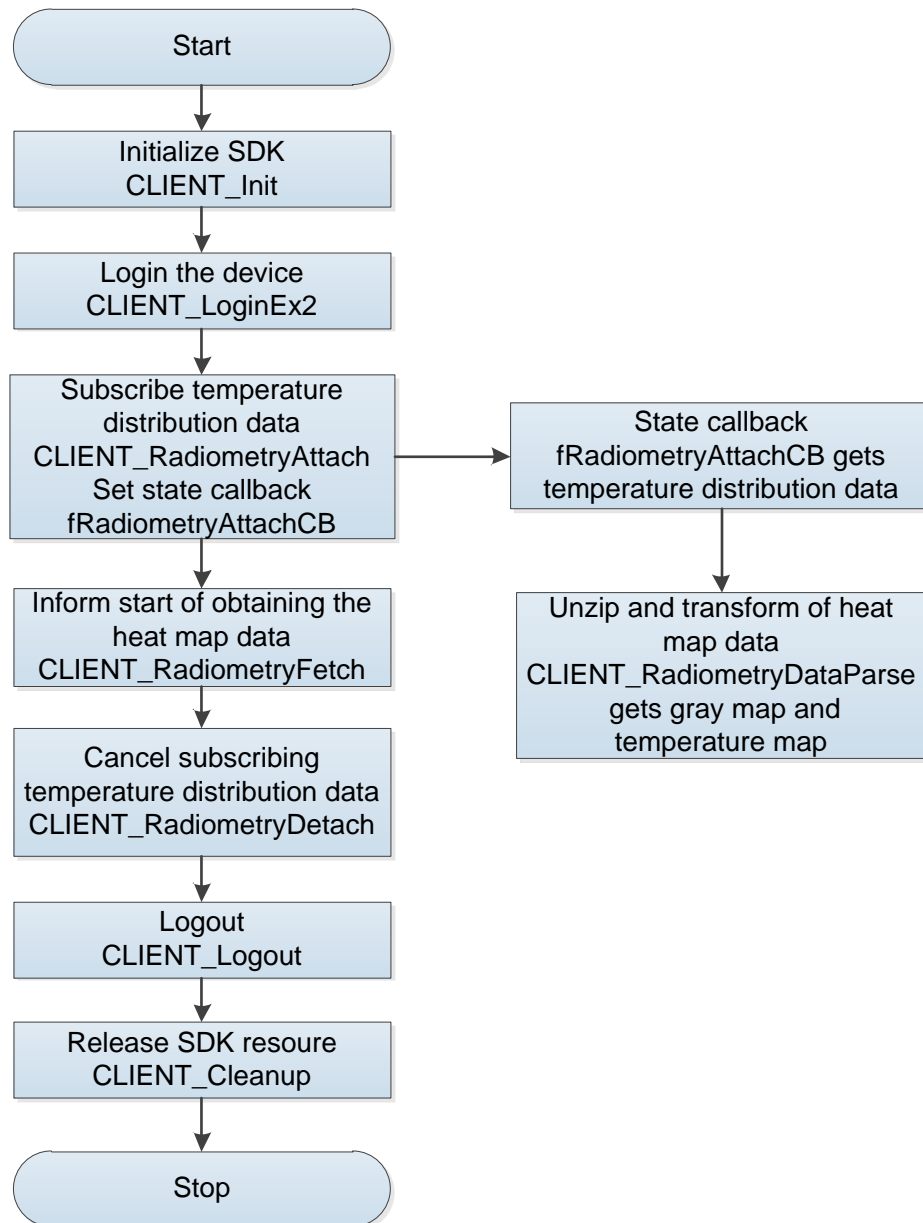 Start
Initialize SDK
CLIENT_Init
Login the device
CLIENT_LoginEx2
Subscribe temperature
distribution data
CLIENT_RadiometryAttach
Set state callback
fRadiometryAttachCB
State callback
fRadiometryAttachCB gets
temperature distribution data
Inform start of obtaining the
heat map data
CLIENT_RadiometryFetch
Unzip and transform of heat
map data
CLIENT_RadiometryDataParse
gets gray map and
temperature map
Cancel subscribing
temperature distribution data
CLIENT_RadiometryDetach
Logout
CLIENT_Logout
Release SDK resoure
CLIENT_Cleanup
Stop